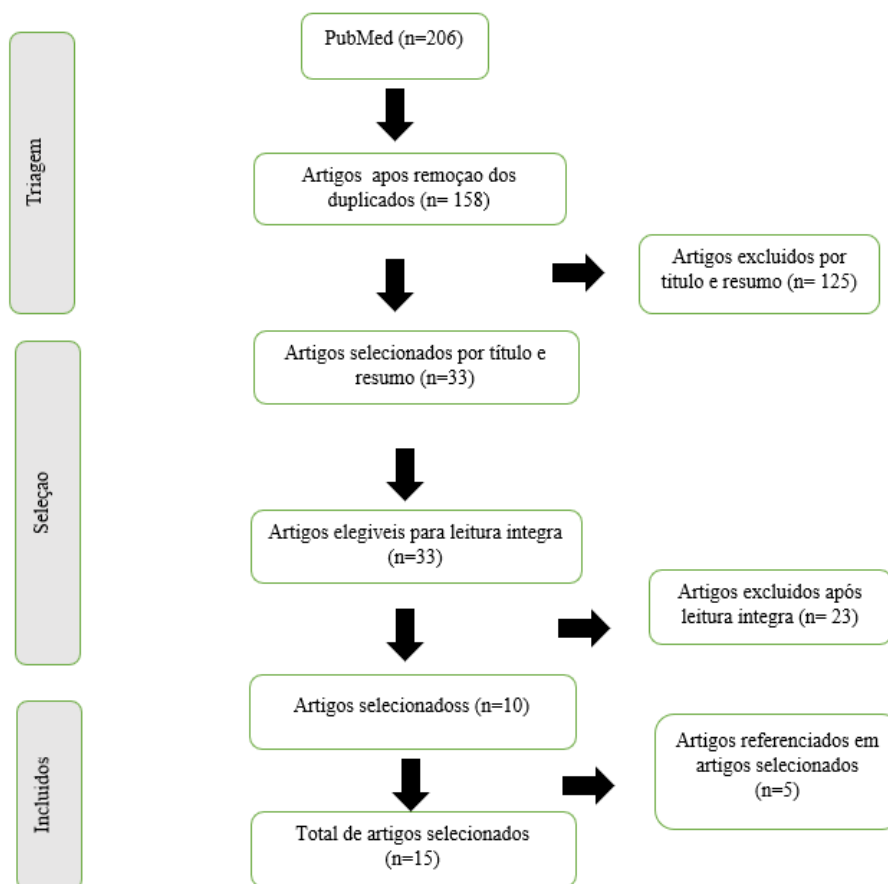 PubMed (n=206)
Triagem
Artigos apos remoçao dos
duplicados (n= 158)
Artigos excluidos por
titulo e resumo (n= 125)
Artigos selecionados por título e
resumo (n=33)
Seleçao
Artigos elegiveis para leitura integra
(n=33)
Artigos excluidos após
leitura integra (n= 23)
Artigos selecionadoss (n=10)
Incluidos
Artigos referenciados em
artigos selecionados
(n=5)
Total de artigos selecionados
(n=15)